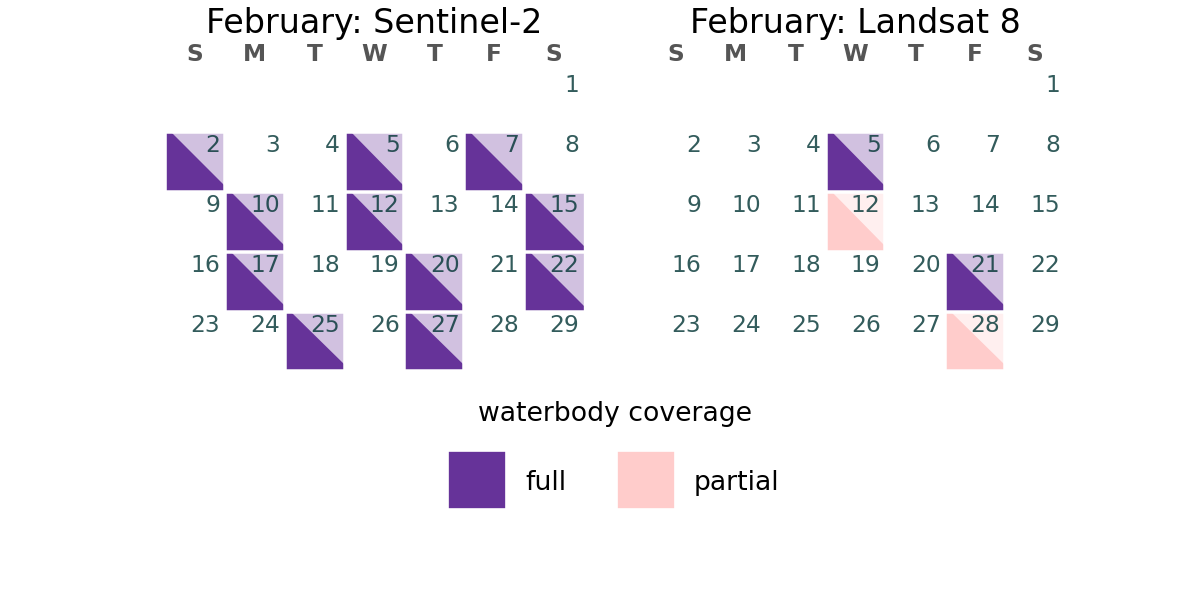 February: Sentinel-2
S M T W T F S
1
2 3 4 5 6 7 8
9 10 11 12 13 14 15
16 17 18 19 20 21 22
23 24 25 26 27 28 29
February: Landsat 8
S M T W T F S
1
2 3 4 5 6 7 8
9 10 11 12 13 14 15
16 17 18 19 20 21 22
23 24 25 26 27 28 29
waterbody coverage
full partial